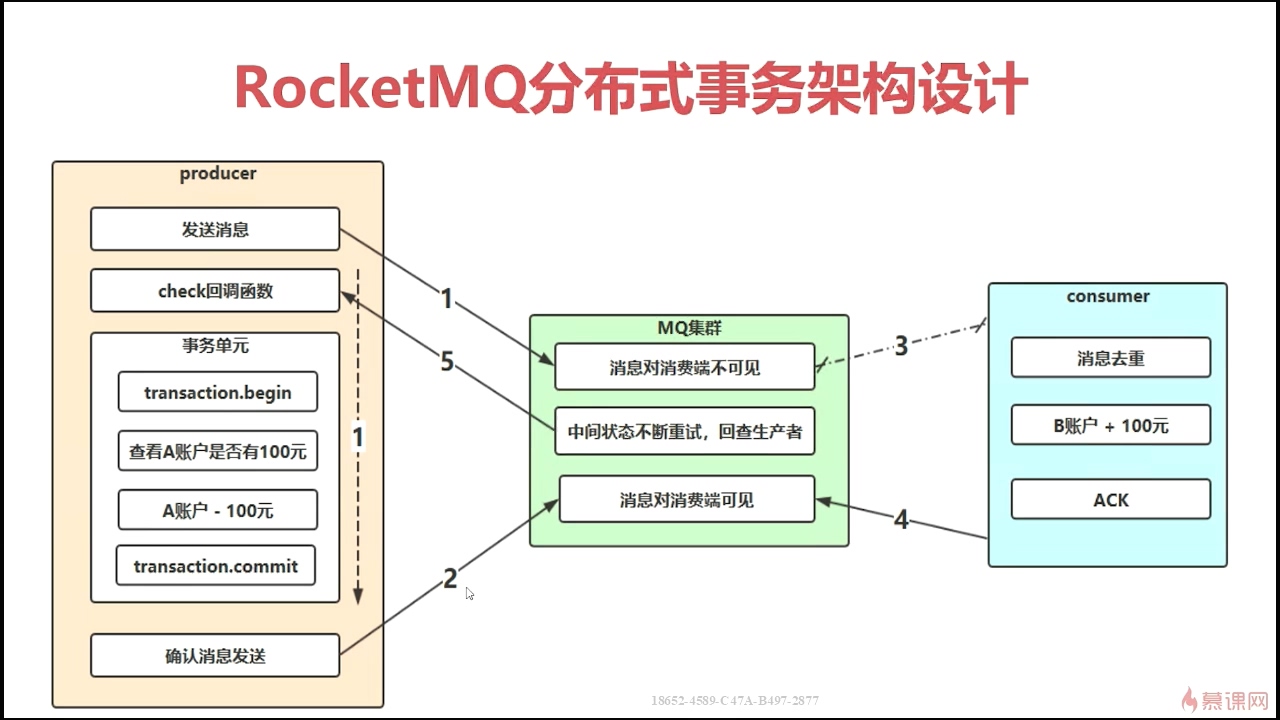 RocketMQ分布式事务架构设计
producer
发送消息
check回调函数
事务单元
transaction.begin
查看A账户是否有100元
A账户 - 100元
transaction.commit
确认消息发送
1
1
5
2
MQ集群
消息对消费端不可见
中间状态不断重试，回查生产者
消息对消费端可见
3
4
consumer
消息去重
B账户 + 100元
ACK
18652-4589-C47A-B497-2877
慕课网